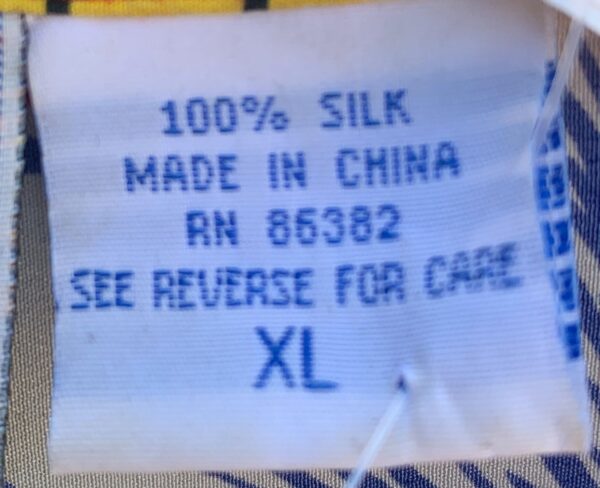 100% SILK
MADE IN CHINA
RN 86382
SEE REVERSE FOR CARE
XL